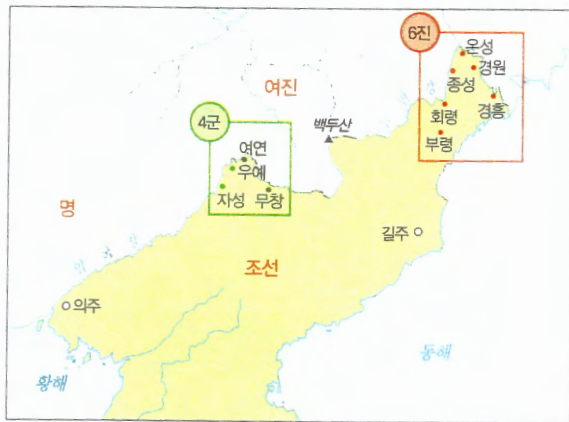 6진
온성
경원
종성
경흥
회령
부령
여진
백두산
4군
여연
우예
자성
무창
명
길주
조선
의주
동해
황해